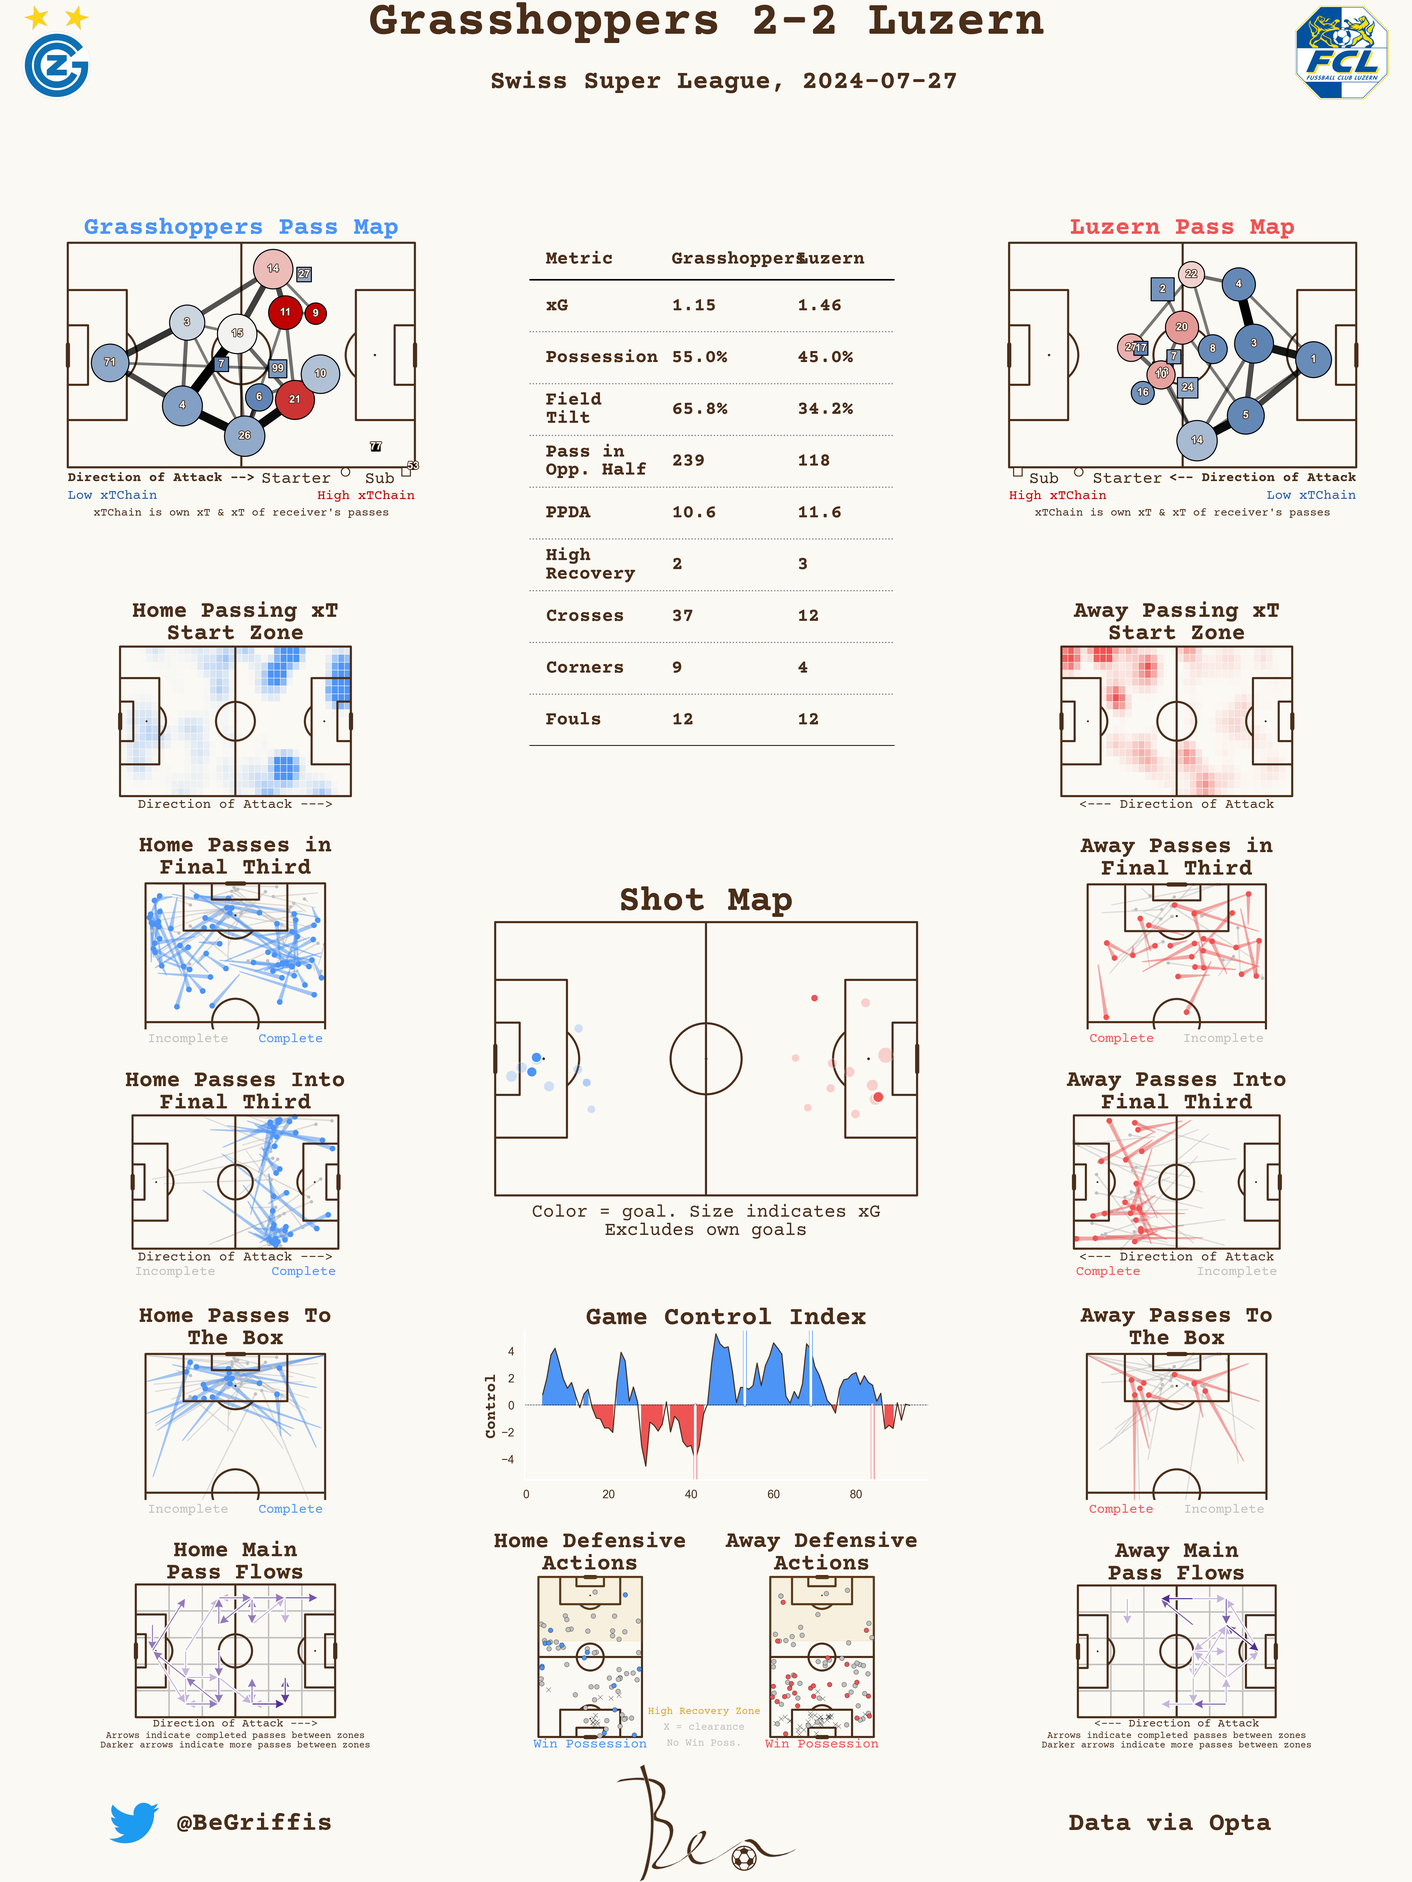 Grasshoppers 2-2 Luzern
Swiss Super League, 2024-07-27
FCL
FUSSBALL CLUB LUZERN
Grasshoppers Pass Map
14
27
11
9
3
15
71
7
99
10
4
6
21
26
77
53
Direction of Attack --> Starter Sub
Low xTChain High xTChain
xTChain is own xT & xT of receiver's passes
Metric Grasshoppers Luzern
xG 1.15 1.46
Possession 55.0% 45.0%
Field
Tilt 65.8% 34.2%
Pass in
Opp. Half 239 118
PPDA 10.6 11.6
High
Recovery 2 3
Crosses 37 12
Corners 9 4
Fouls 12 12
Luzern Pass Map
22
2
4
20
27
17
7
8
3
1
10
16
24
5
14
Sub Starter <-- Direction of Attack
High xTChain Low xTChain
xTChain is own xT & xT of receiver's passes
Home Passing xT
Start Zone
Direction of Attack --->
Away Passing xT
Start Zone
<--- Direction of Attack
Home Passes in
Final Third
Incomplete Complete
Away Passes in
Final Third
Complete Incomplete
Shot Map
Color = goal. Size indicates xG
Excludes own goals
Home Passes Into
Final Third
Direction of Attack --->
Incomplete Complete
Away Passes Into
Final Third
<--- Direction of Attack
Complete Incomplete
Home Passes To
The Box
Incomplete Complete
Game Control Index
Control
4
2
0
−2
−4
0 20 40 60 80
Away Passes To
The Box
Complete Incomplete
Home Main
Pass Flows
Direction of Attack --->
Arrows indicate completed passes between zones
Darker arrows indicate more passes between zones
Home Defensive
Actions
Win Possession
High Recovery Zone
X = clearance
No Win Poss.
Away Defensive
Actions
Win Possession
Away Main
Pass Flows
<--- Direction of Attack
Arrows indicate completed passes between zones
Darker arrows indicate more passes between zones
@BeGriffis
Ben
Data via Opta